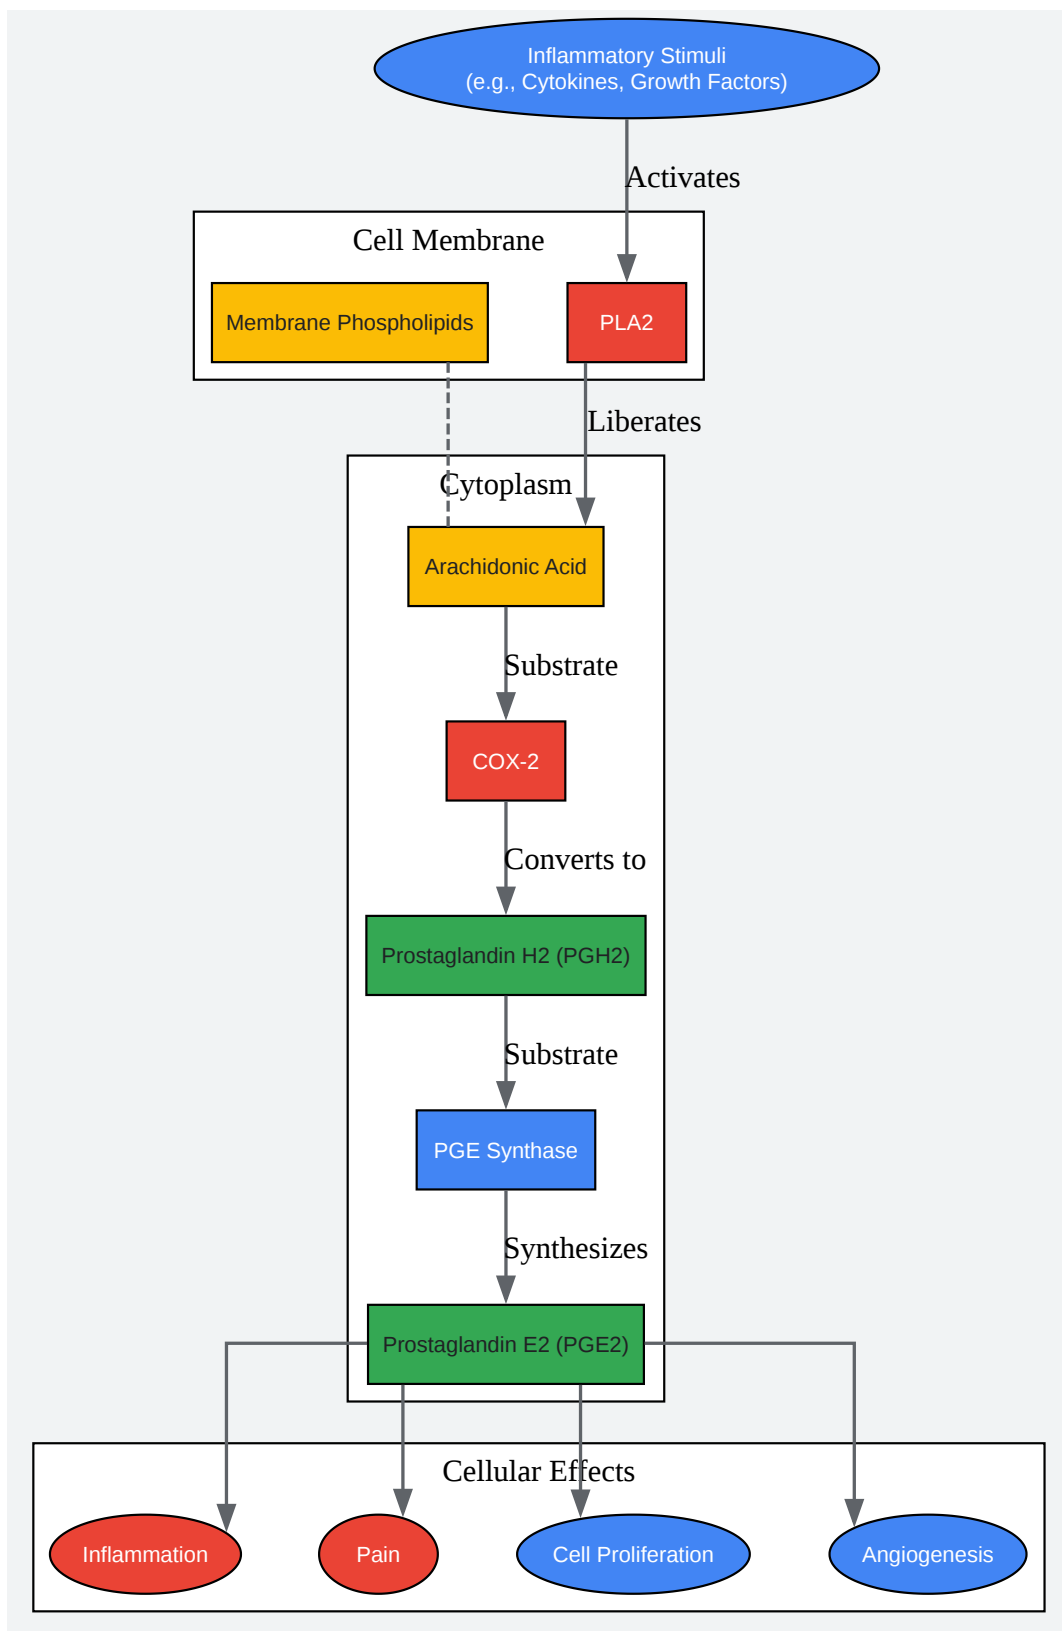 Inflammatory Stimuli
(e.g., Cytokines, Growth Factors)
Activates
Cell Membrane
Membrane Phospholipids
PLA2
Liberates
Cytoplasm
Arachidonic Acid
Substrate
COX-2
Converts to
Prostaglandin H2 (PGH2)
Substrate
PGE Synthase
Synthesizes
Prostaglandin E2 (PGE2)
Cellular Effects
Inflammation
Pain
Cell Proliferation
Angiogenesis